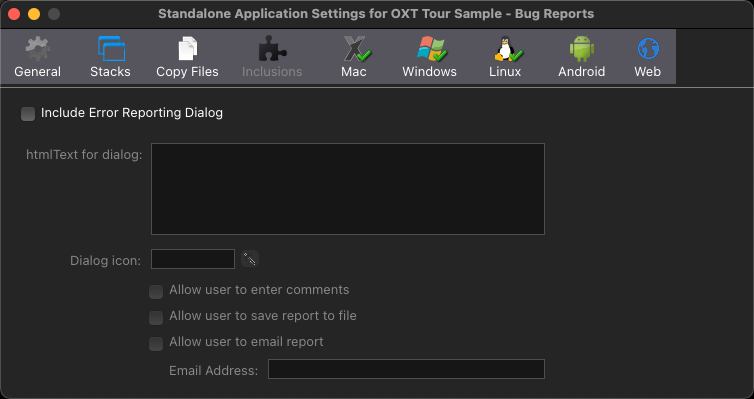 Standalone Application Settings for OXT Tour Sample - Bug Reports
General Stacks Copy Files Inclusions Mac Windows Linux Android Web
Include Error Reporting Dialog
htmlText for dialog:
Dialog icon:
Allow user to enter comments
Allow user to save report to file
Allow user to email report
Email Address: